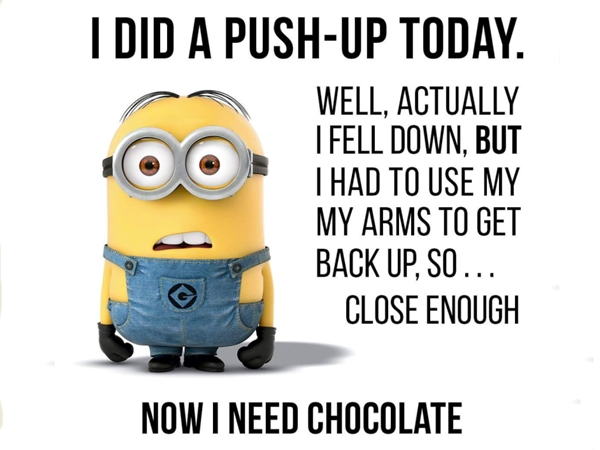 I DID A PUSH-UP TODAY.
WELL, ACTUALLY
I FELL DOWN, BUT
I HAD TO USE MY
MY ARMS TO GET
BACK UP, SO . . .
CLOSE ENOUGH
NOW I NEED CHOCOLATE